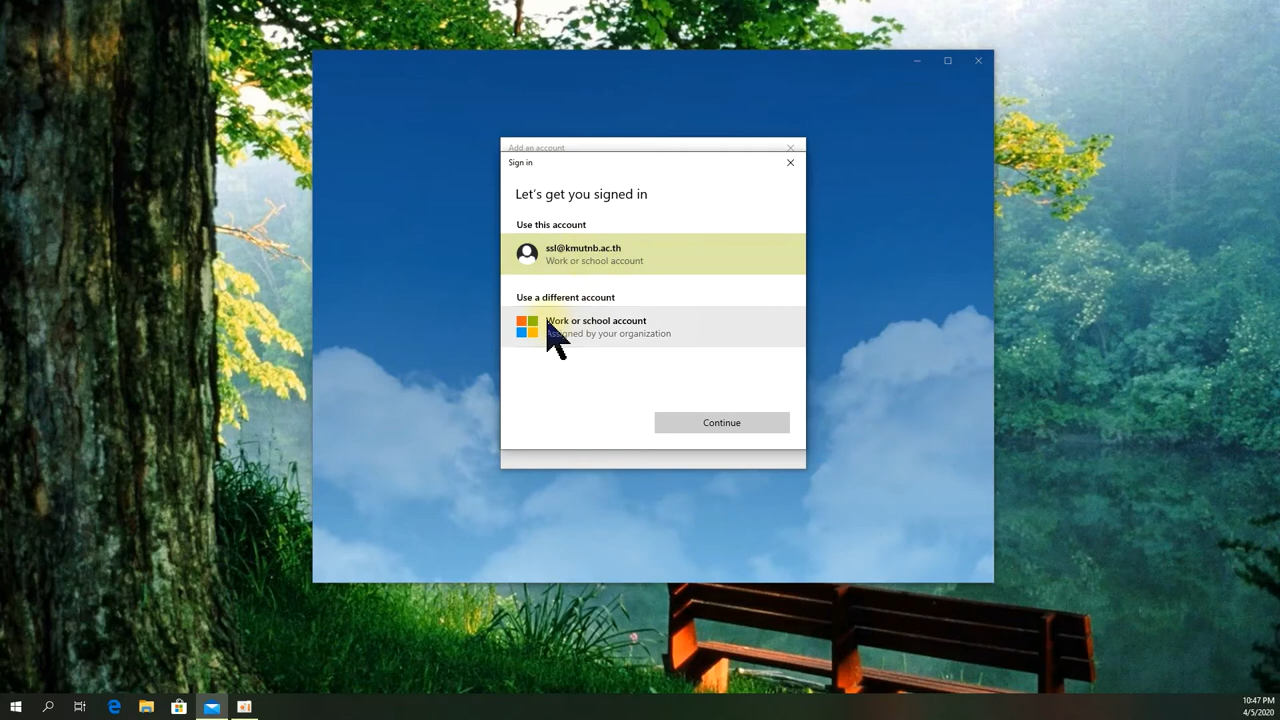 Add an account
Sign in
Let's get you signed in
Use this account
ssl@kmutnb.ac.th
Work or school account
Use a different account
Work or school account
Assigned by your organization
Continue
10:47 PM
4/5/2020